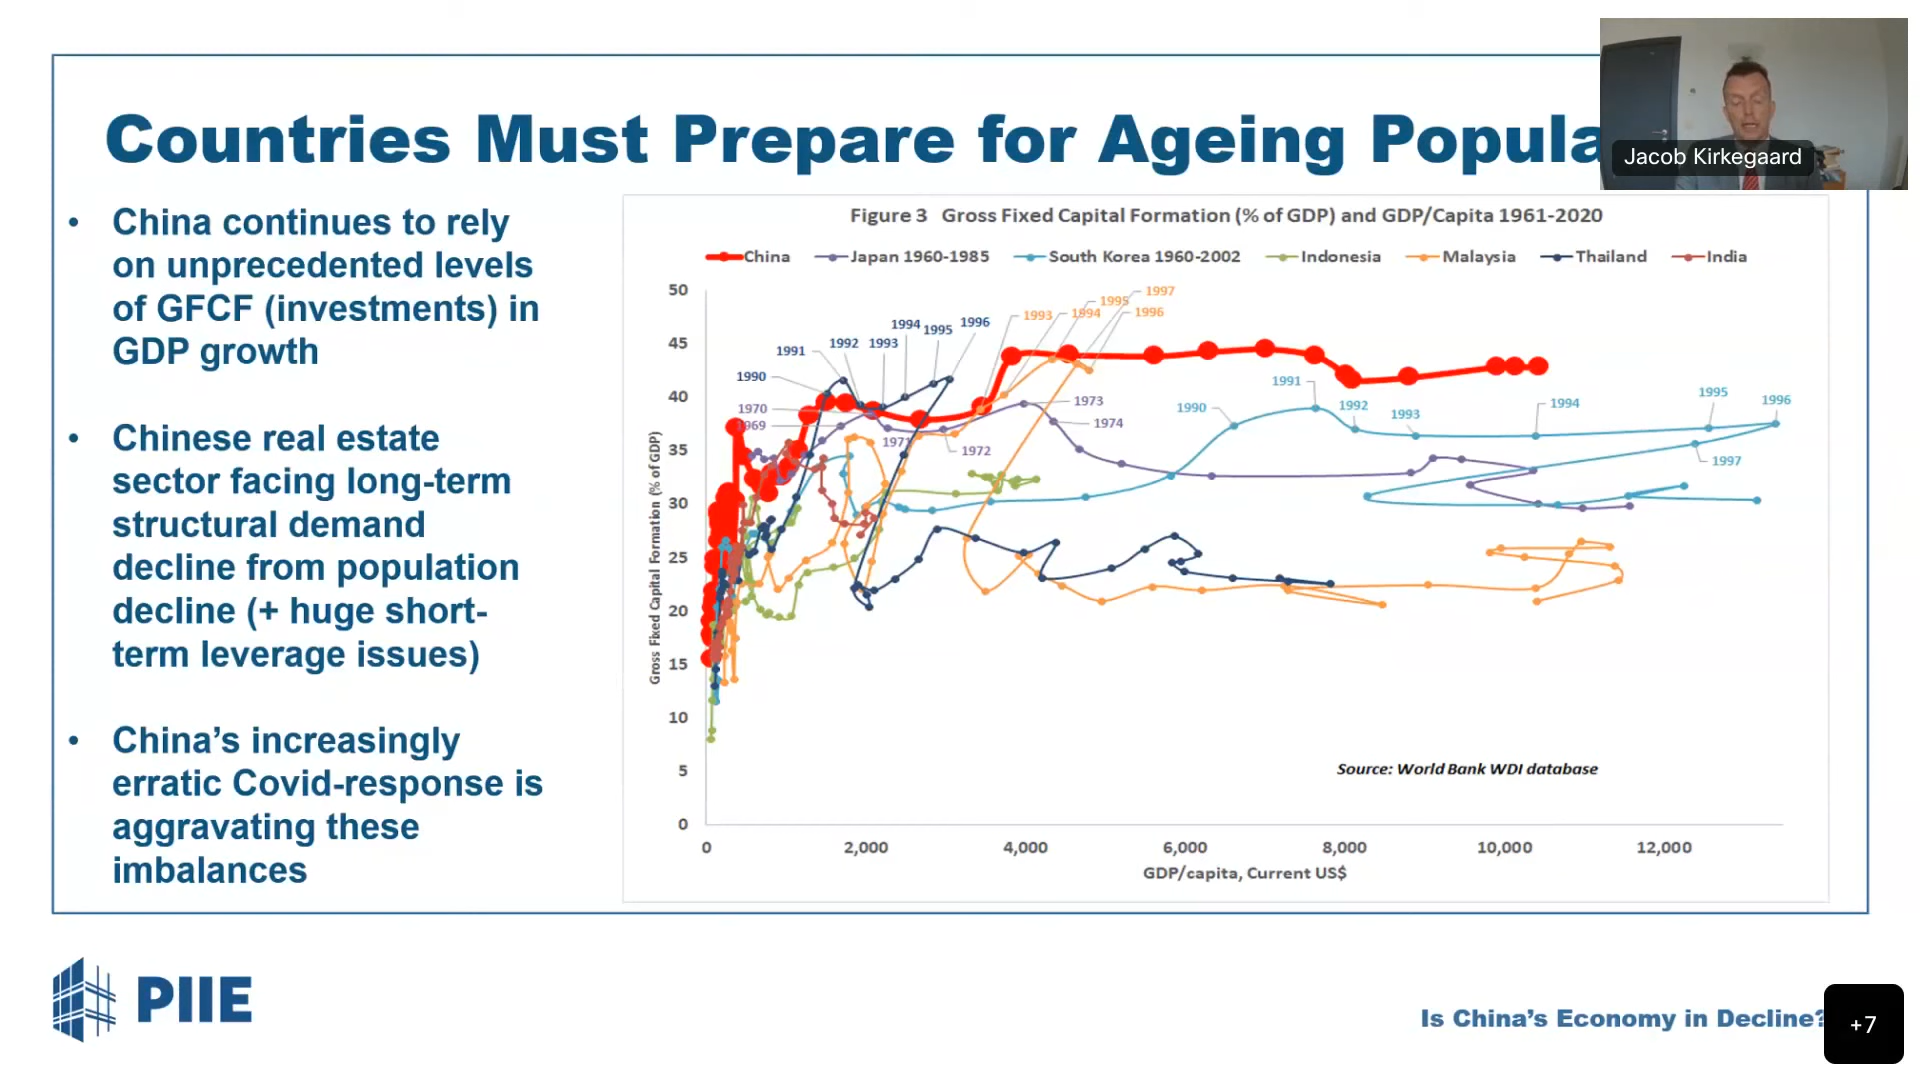 Countries Must Prepare for Ageing Popula
Jacob Kirkegaard
• China continues to rely
on unprecedented levels
of GFCF (investments) in
GDP growth
• Chinese real estate
sector facing long-term
structural demand
decline from population
decline (+ huge short-
term leverage issues)
• China’s increasingly
erratic Covid-response is
aggravating these
imbalances
Figure 3 Gross Fixed Capital Formation (% of GDP) and GDP/Capita 1961-2020
China Japan 1960-1985 South Korea 1960-2002 Indonesia Malaysia Thailand India
Gross Fixed Capital Formation (% of GDP)
50
45
40
35
30
25
20
15
10
5
0
1990
1991
1992
1993
1994
1995
1996
1993
1994
1995
1997
1996
1970
1969
1971
1972
1973
1974
1990
1991
1992
1993
1994
1995
1996
1997
Source: World Bank WDI database
0 2,000 4,000 6,000 8,000 10,000 12,000
GDP/capita, Current US$
PIIE
Is China’s Economy in Decline?
+7